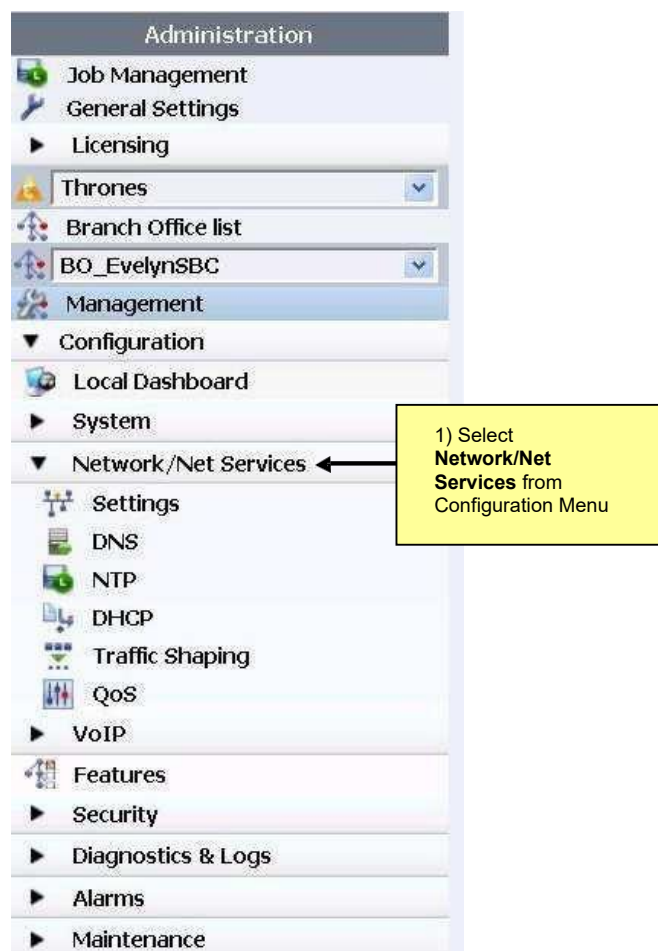 Administration
Job Management
General Settings
Licensing
Thrones
Branch Office list
BO_EvelynSBC
Management
Configuration
Local Dashboard
System
Network/Net Services
Settings
DNS
NTP
DHCP
Traffic Shaping
QoS
VoIP
Features
Security
Diagnostics & Logs
Alarms
Maintenance
1) Select
Network/Net
Services from
Configuration Menu